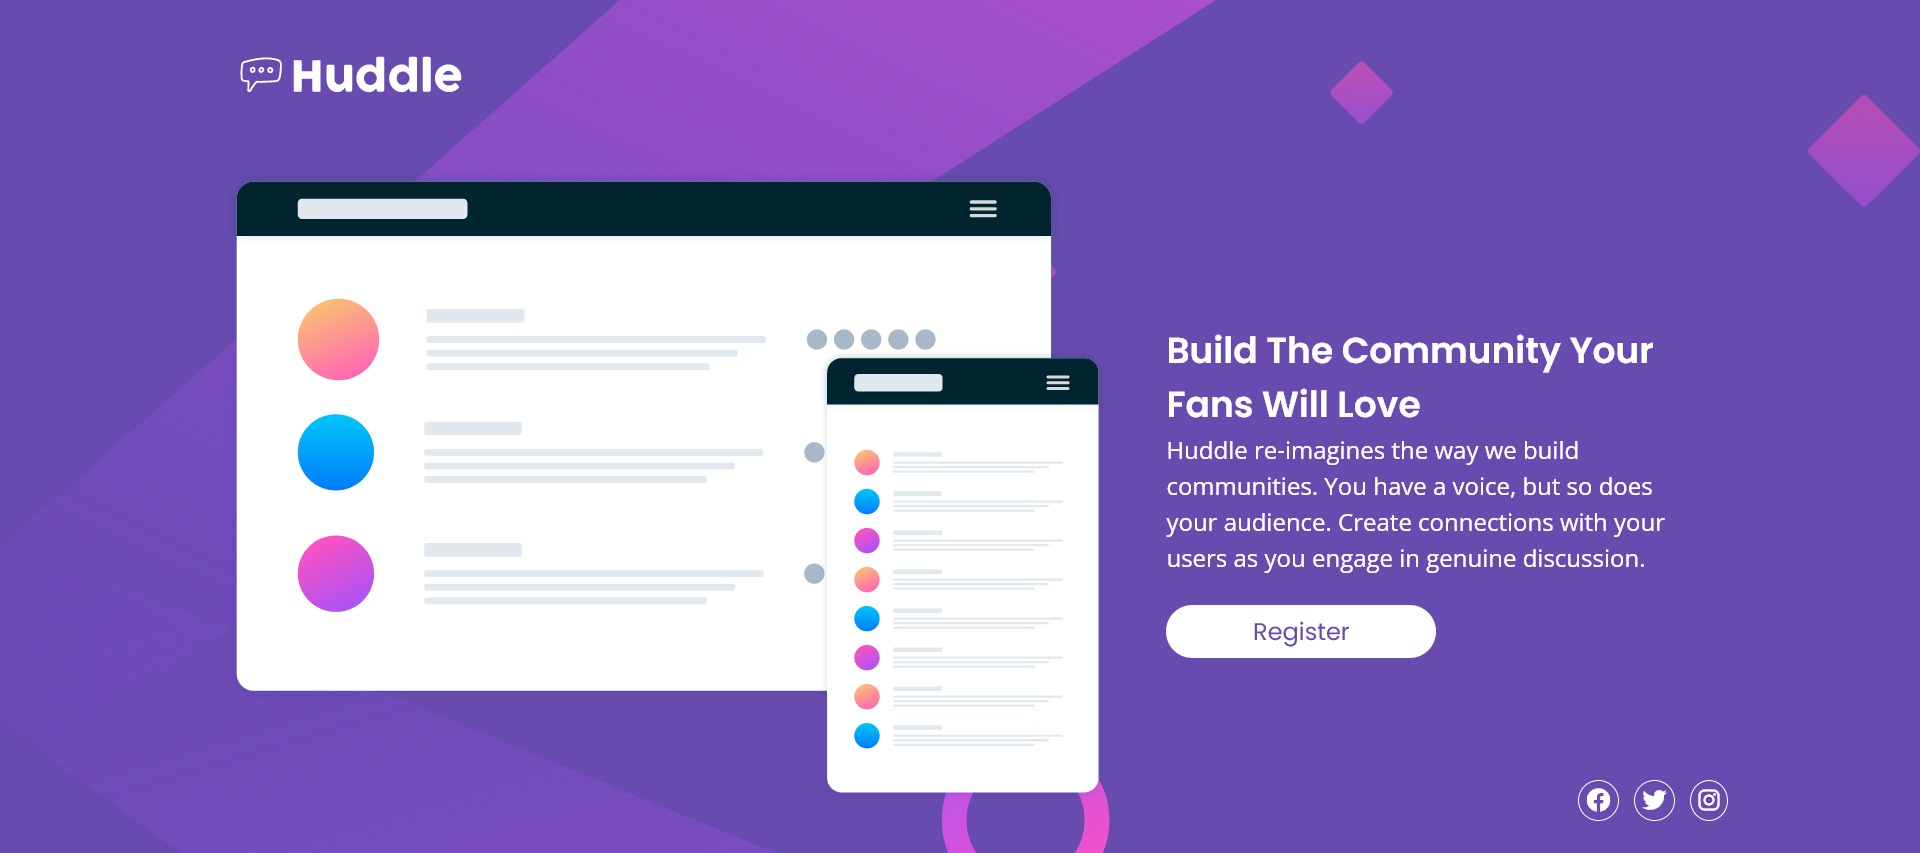 Huddle
Build The Community Your
Fans Will Love
Huddle re-imagines the way we build
communities. You have a voice, but so does
your audience. Create connections with your
users as you engage in genuine discussion.
Register